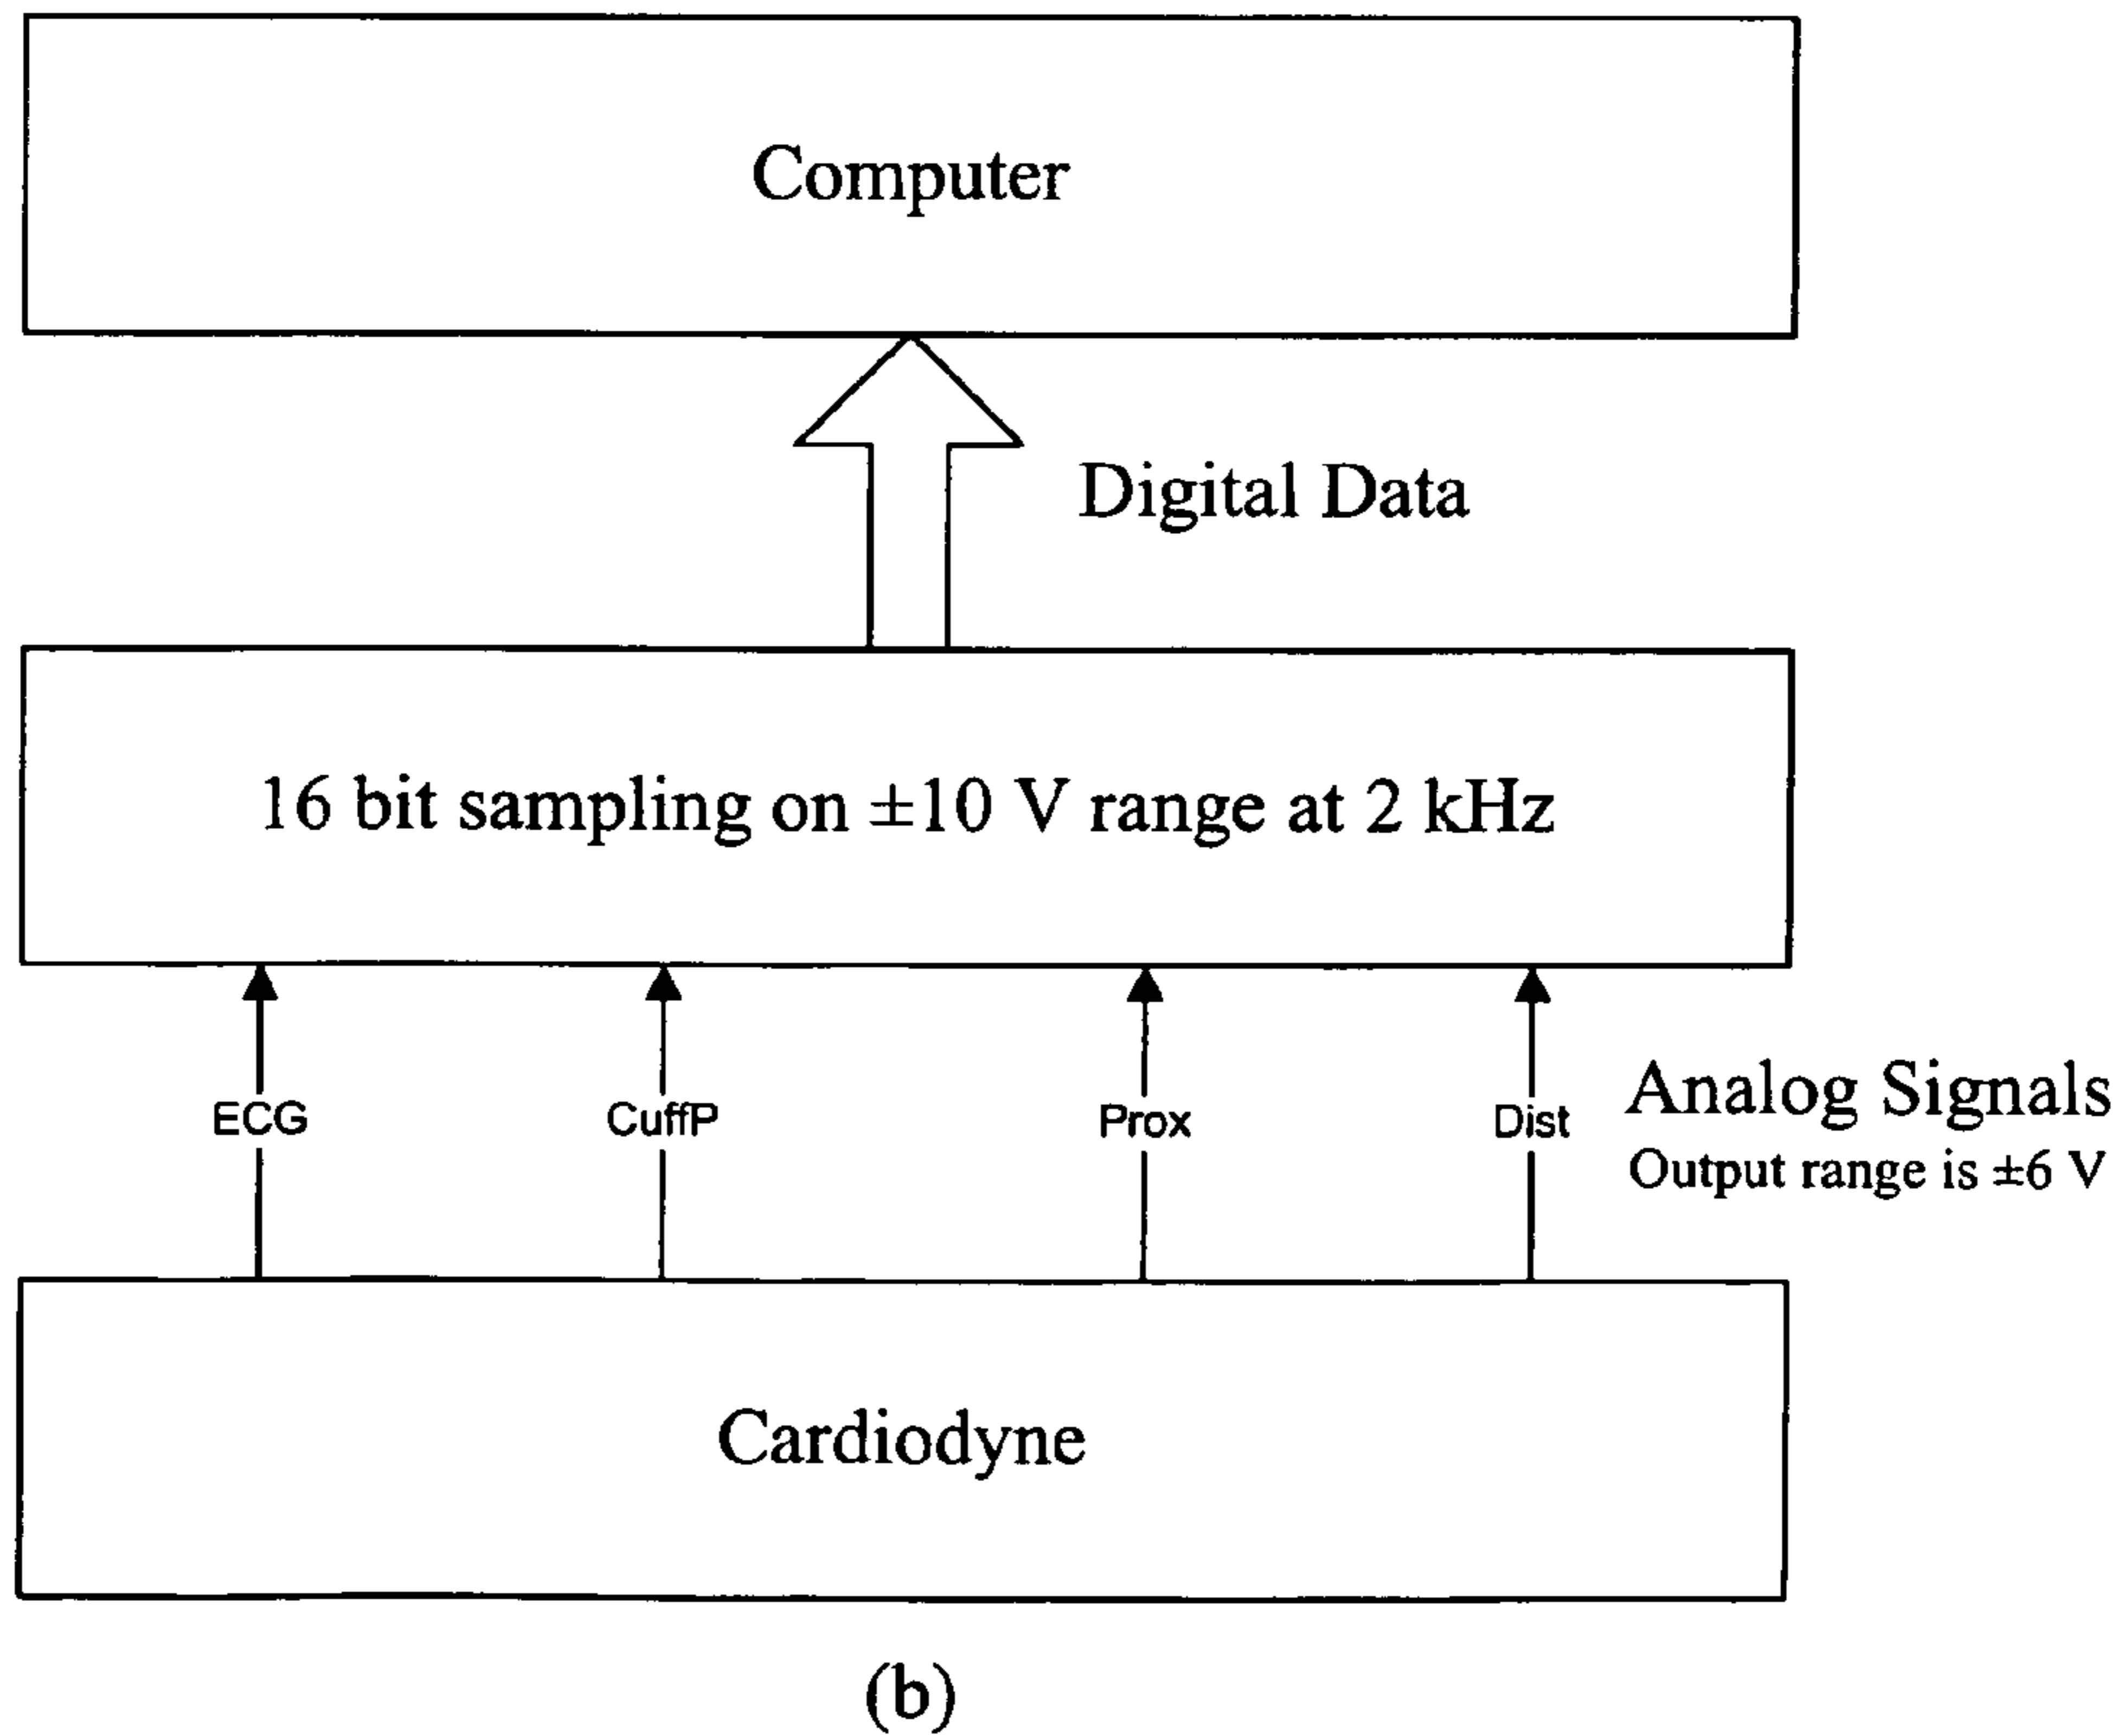 Computer
Digital Data
16 bit sampling on ±10 V range at 2 kHz
ECG
CuffP
Prox
Dist
Analog Signals
Output range is ±6 V
Cardiodyne
(b)